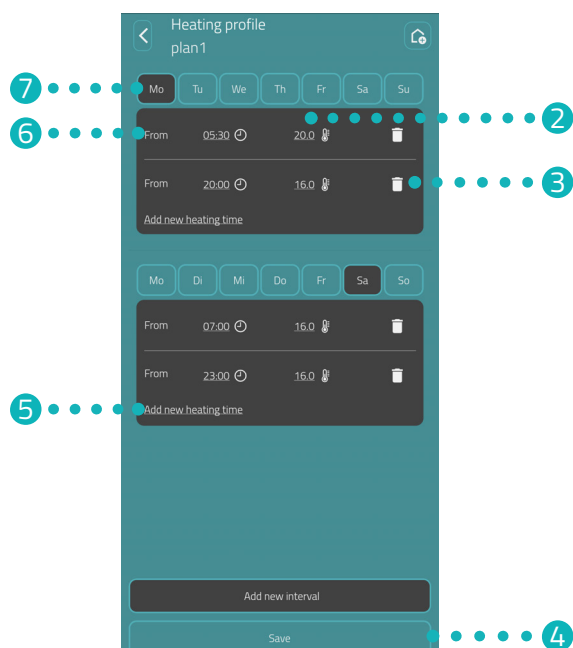 Heating profile
plan1
7 Mo Tu We Th Fr Sa Su
2
6 From 05:30 20.0
From 20:00 16.0 3
Add new heating time
Mo Di Mi Do Fr Sa So
From 07:00 16.0
From 23:00 16.0
5 Add new heating time
Add new interval
Save 4